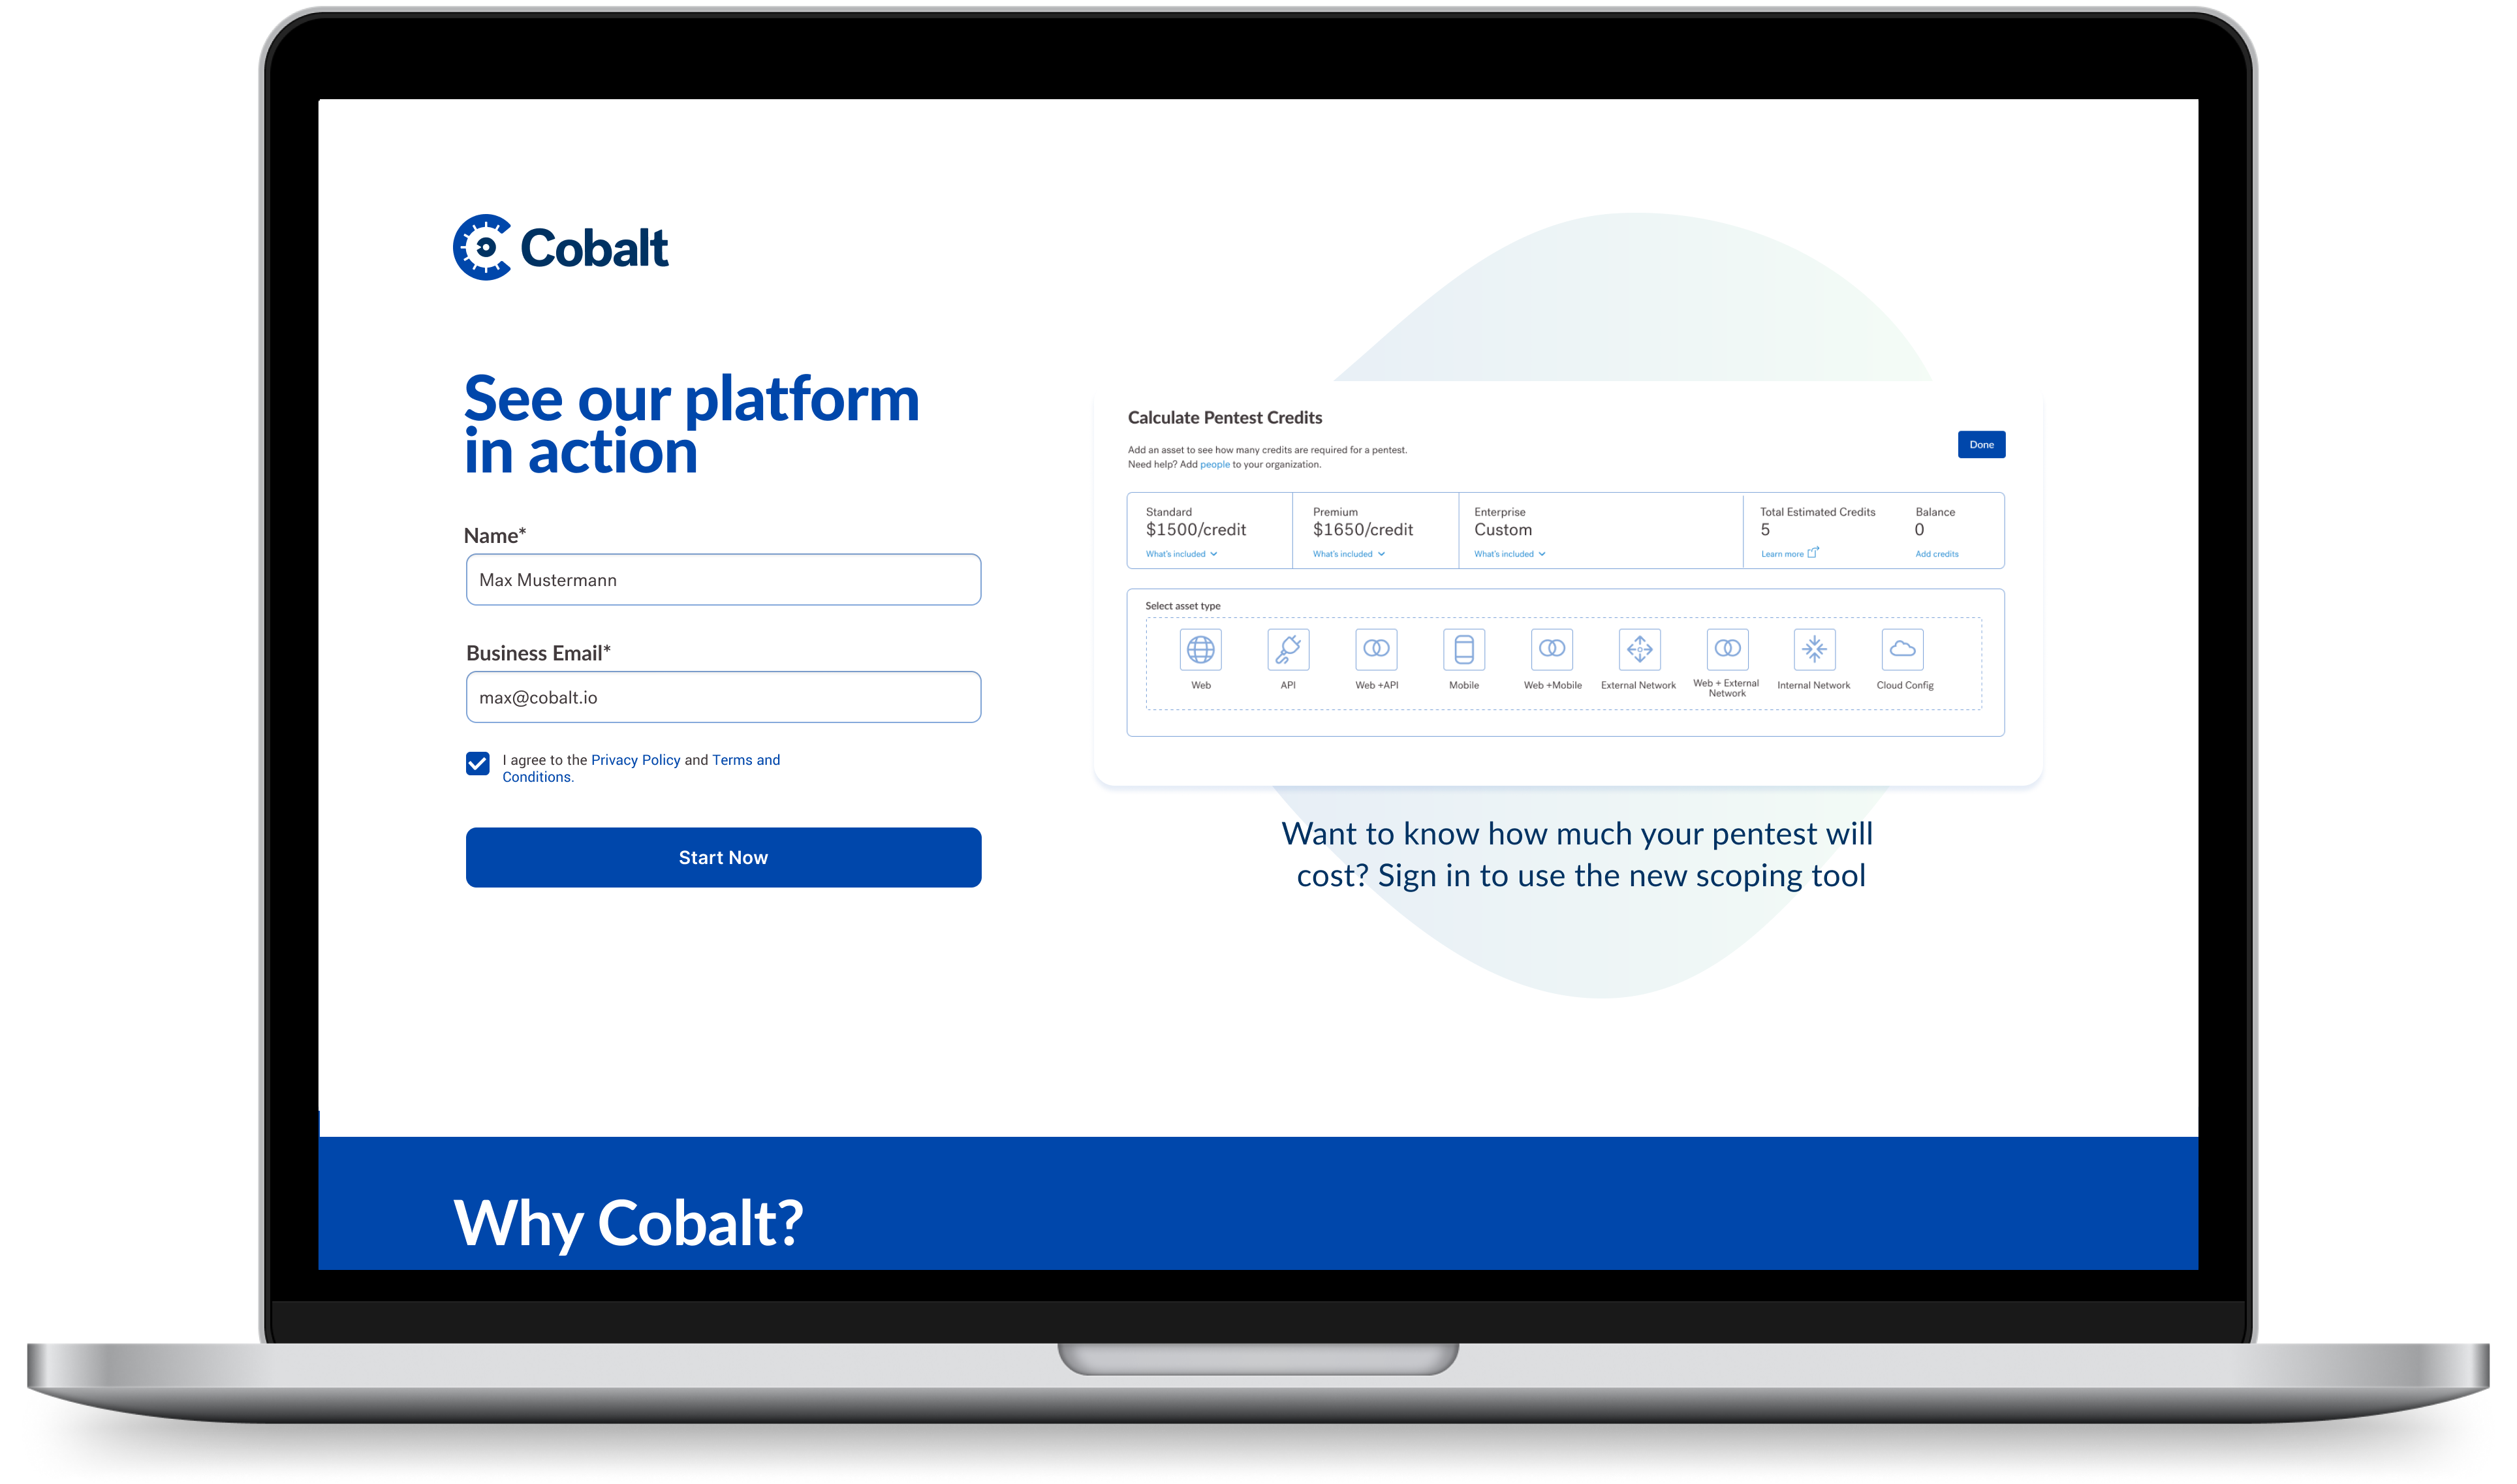 Cobalt
See our platform
in action
Name*
Max Mustermann
Business Email*
max@cobalt.io
I agree to the Privacy Policy and Terms and
Conditions.
Start Now
Calculate Pentest Credits
Add an asset to see how many credits are required for a pentest.
Need help? Add people to your organization.
Done
Standard
$1500/credit
What's included
Premium
$1650/credit
What's included
Enterprise
Custom
What's included
Total Estimated Credits
5
Learn more
Balance
0
Add credits
Select asset type
Web
API
Web +API
Mobile
Web +Mobile
External Network
Web + External
Network
Internal Network
Cloud Config
Want to know how much your pentest will
cost? Sign in to use the new scoping tool
Why Cobalt?